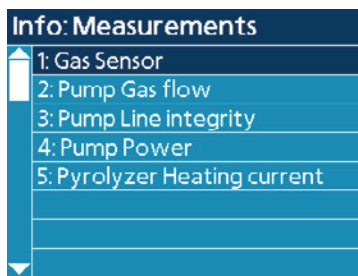 Info: Measurements
1: Gas Sensor
2: Pump Gas flow
3: Pump Line integrity
4: Pump Power
5: Pyrolyzer Heating current